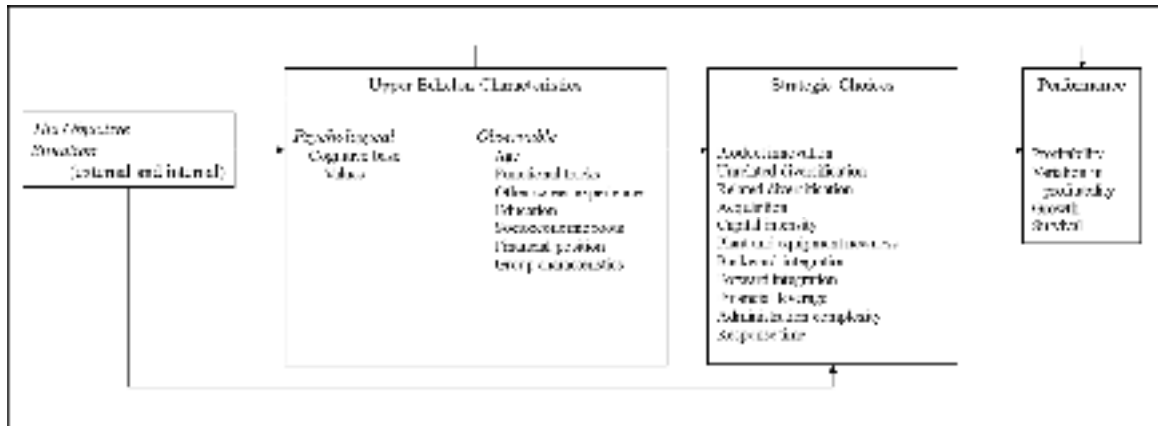 The Objective
Situation
(external and internal)
Upper Echelon Characteristics
Psychological
Cognitive base
Values
Observable
Age
Functional tracks
Other career experiences
Education
Socioeconomic roots
Financial position
Group characteristics
Strategic Choices
Product innovation
Unrelated diversification
Related diversification
Acquisition
Capital intensity
Plant and equipment newness
Backward integration
Forward integration
Financial leverage
Administrative complexity
Response time
Performance
Profitability
Variation in
profitability
Growth
Survival